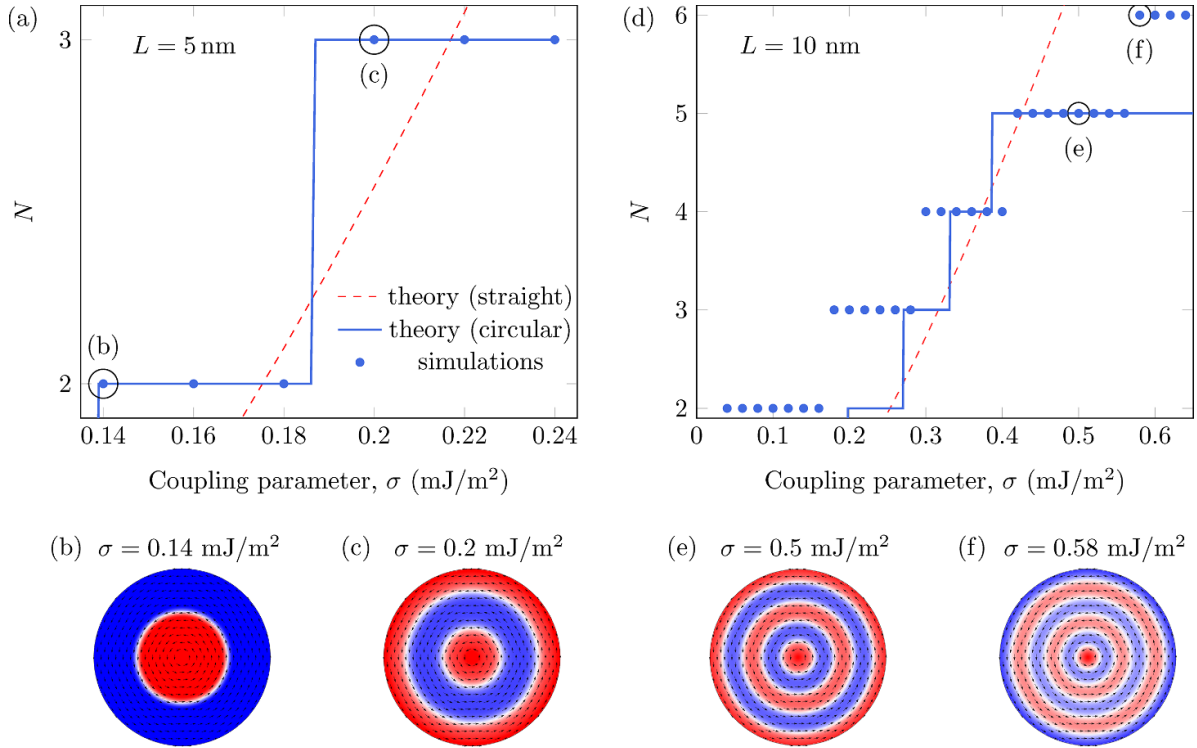 (a)
L = 5 nm
3
N
2
(c)
(b)
theory (straight)
theory (circular)
simulations
0.14 0.16 0.18 0.2 0.22 0.24
Coupling parameter, σ (mJ/m²)
(d)
L = 10 nm
6
5
4
3
2
N
(f)
(e)
0 0.1 0.2 0.3 0.4 0.5 0.6
Coupling parameter, σ (mJ/m²)
(b) σ = 0.14 mJ/m²
(c) σ = 0.2 mJ/m²
(e) σ = 0.5 mJ/m²
(f) σ = 0.58 mJ/m²